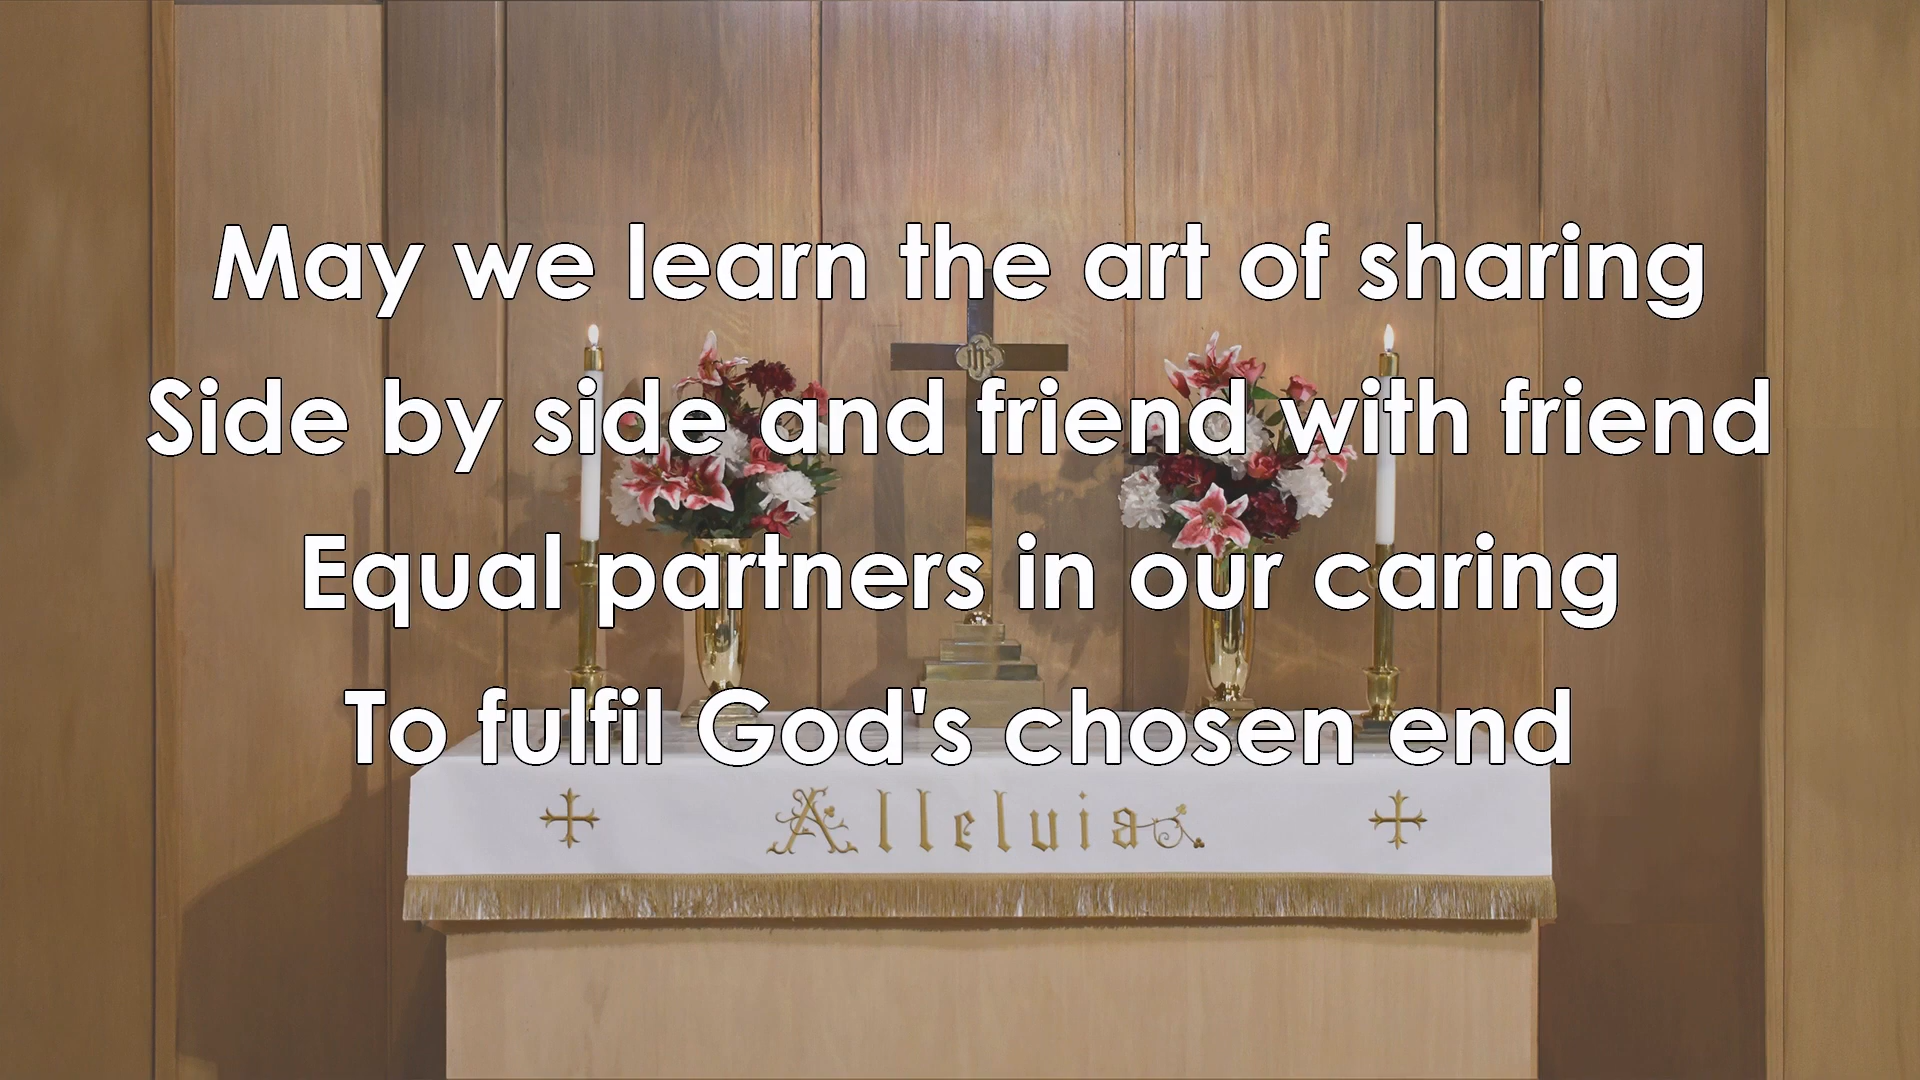 May we learn the art of sharing
ihs
Side by side and friend with friend
Equal partners in our caring
To fulfil God's chosen end
Alleluia